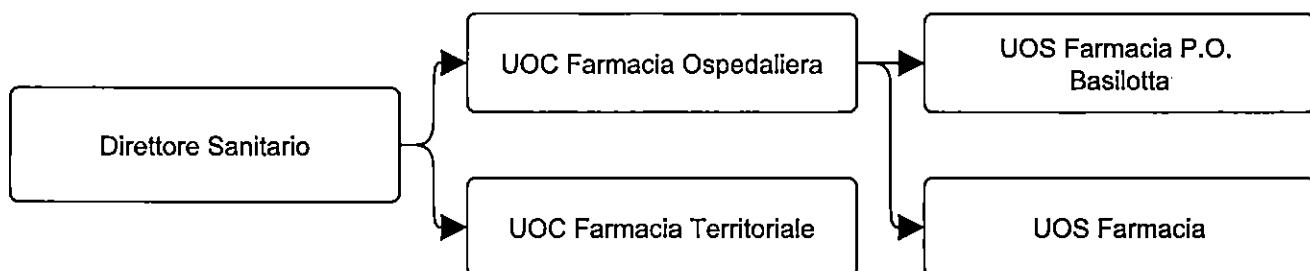 Direttore Sanitario
UOC Farmacia Ospedaliera
UOC Farmacia Territoriale
UOS Farmacia P.O.
Basilotta
UOS Farmacia